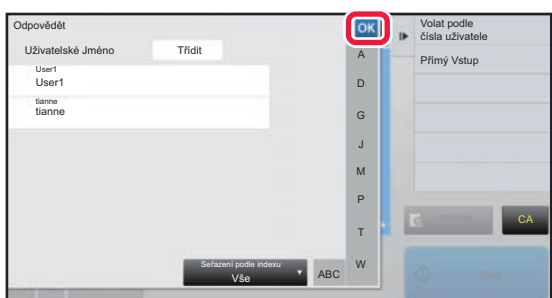 Odpovědět
OK
Uživatelské Jméno
Třídit
User1
User1
tianne
tianne
A
D
G
J
M
P
T
W
Seřazení podle indexu
Vše
ABC
Volat podle
čísla uživatele
Přímý Vstup
Náhled
CA
Start